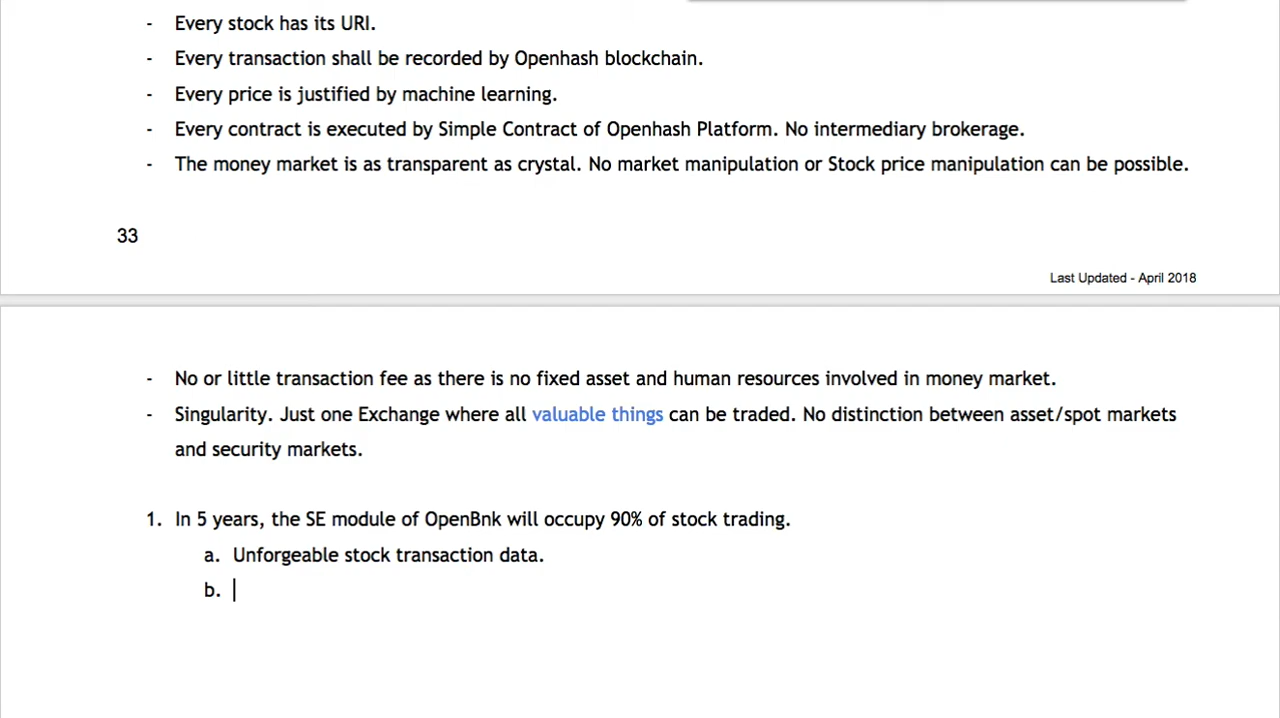 - Every stock has its URI.
- Every transaction shall be recorded by Openhash blockchain.
- Every price is justified by machine learning.
- Every contract is executed by Simple Contract of Openhash Platform. No intermediary brokerage.
- The money market is as transparent as crystal. No market manipulation or Stock price manipulation can be possible.
33
Last Updated - April 2018
- No or little transaction fee as there is no fixed asset and human resources involved in money market.
- Singularity. Just one Exchange where all valuable things can be traded. No distinction between asset/spot markets
and security markets.
1. In 5 years, the SE module of OpenBnk will occupy 90% of stock trading.
a. Unforgeable stock transaction data.
b.